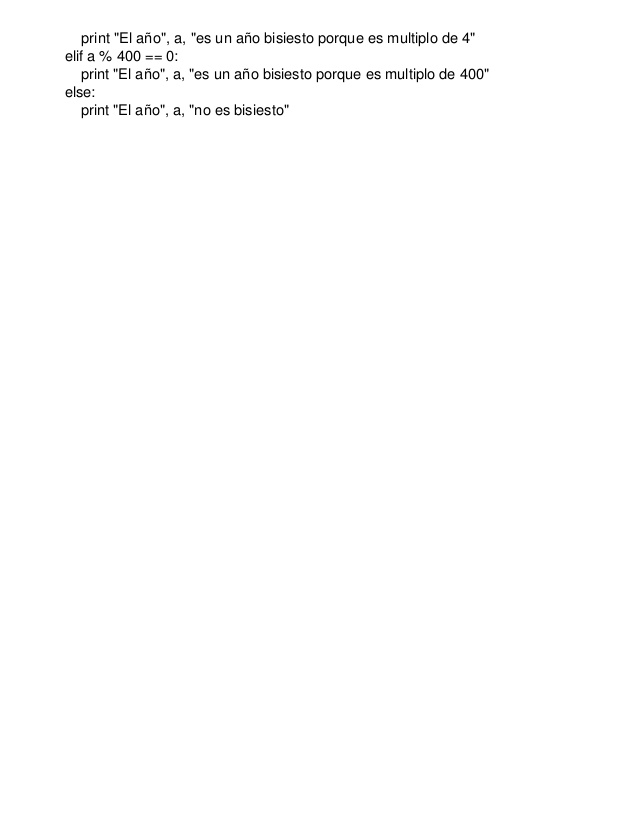 print "El año", a, "es un año bisiesto porque es multiplo de 4"
elif a % 400 == 0:
print "El año", a, "es un año bisiesto porque es multiplo de 400"
else:
print "El año", a, "no es bisiesto"